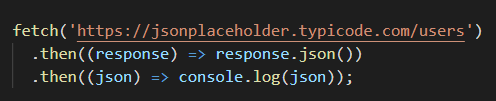 fetch('https://jsonplaceholder.typicode.com/users')
  .then((response) => response.json())
  .then((json) => console.log(json));